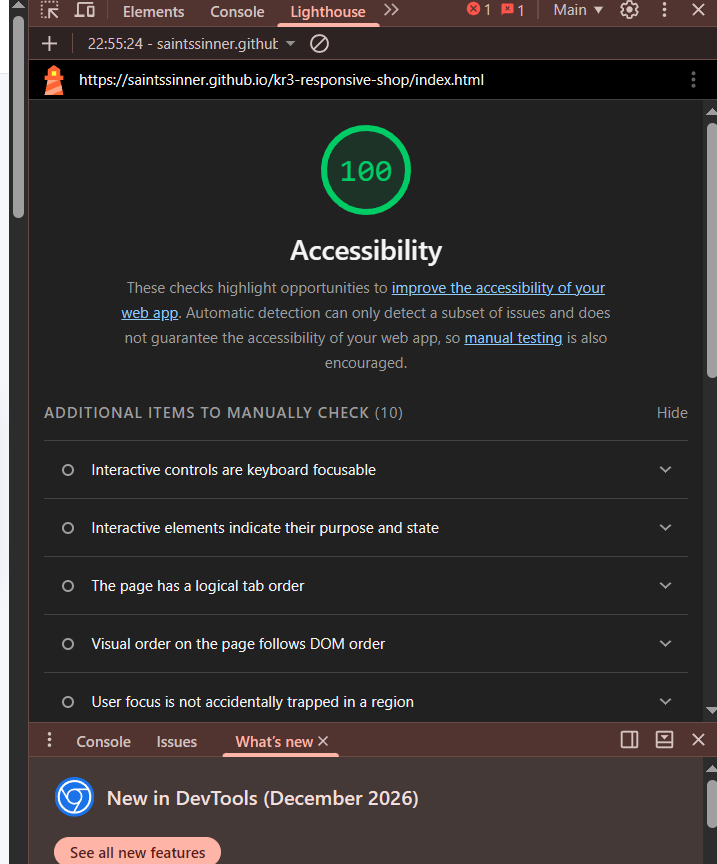 Elements Console Lighthouse 1 1 Main
22:55:24 - saintssinner.github
https://saintssinner.github.io/kr3-responsive-shop/index.html
100
Accessibility
These checks highlight opportunities to improve the accessibility of your
web app. Automatic detection can only detect a subset of issues and does
not guarantee the accessibility of your web app, so manual testing is also
encouraged.
ADDITIONAL ITEMS TO MANUALLY CHECK (10) Hide
Interactive controls are keyboard focusable
Interactive elements indicate their purpose and state
The page has a logical tab order
Visual order on the page follows DOM order
User focus is not accidentally trapped in a region
Console Issues What's new
New in DevTools (December 2026)
See all new features